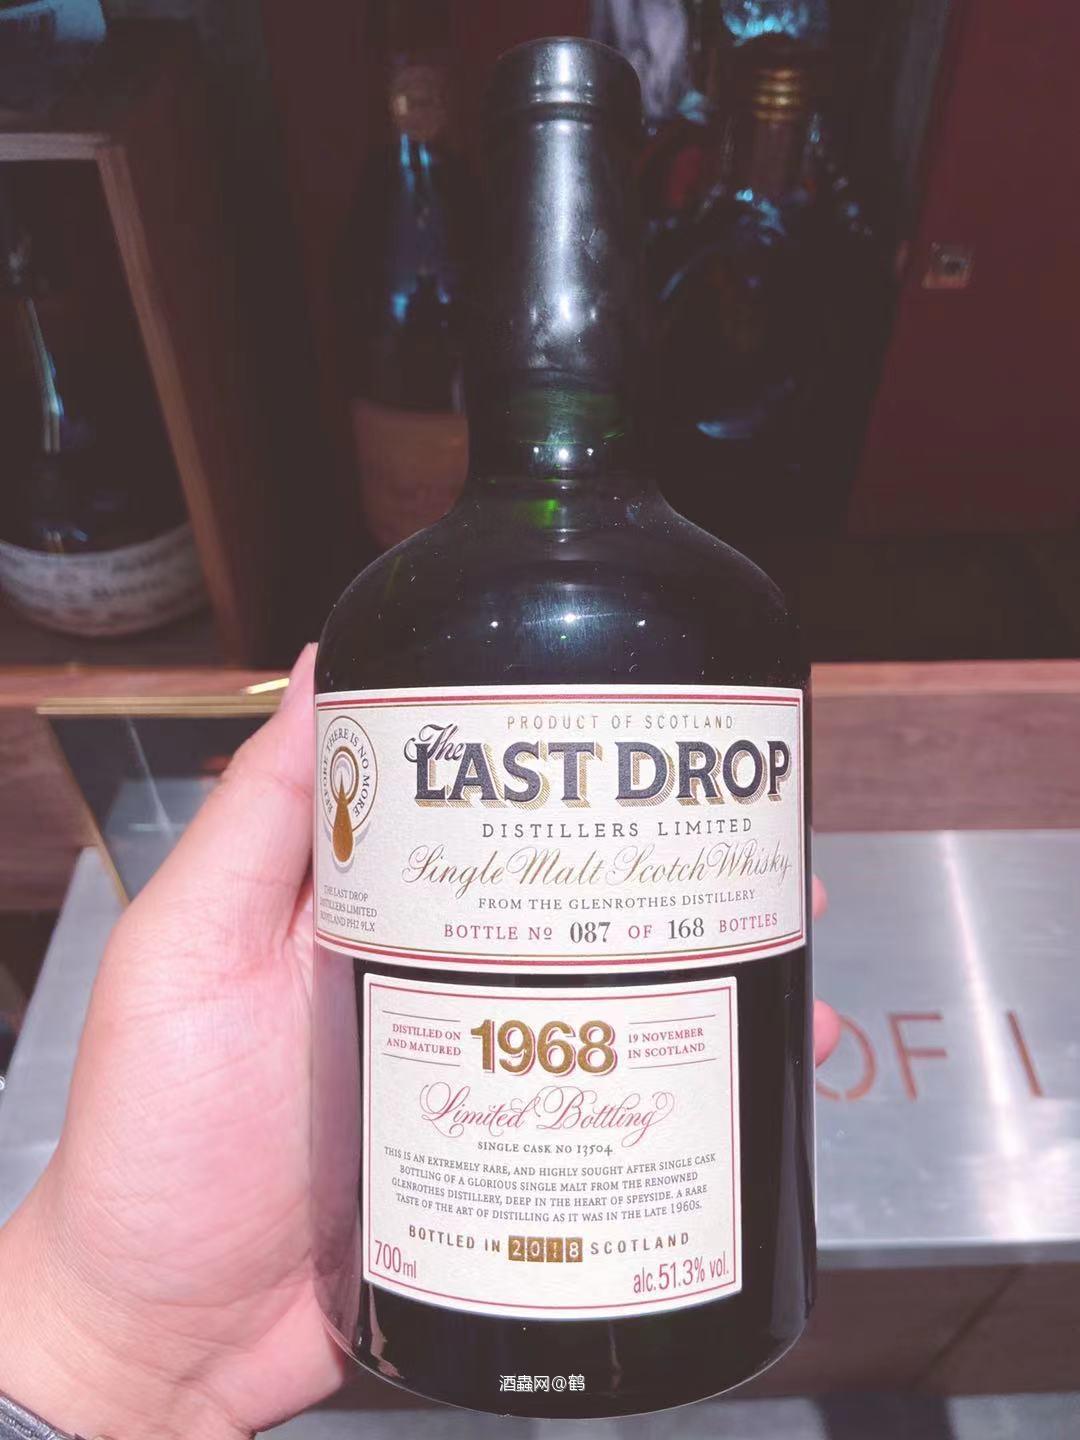 PRODUCT OF SCOTLAND
The LAST DROP
DISTILLERS LIMITED
Single Malt Scotch Whisky
FROM THE GLENROTHES DISTILLERY
BOTTLE Nº 087 OF 168 BOTTLES
BEFORE THERE IS NO MORE
THE LAST DROP
DISTILLERS LIMITED
SCOTLAND PH2 9LX
DISTILLED ON
AND MATURED
1968
19 NOVEMBER
IN SCOTLAND
Limited Bottling
SINGLE CASK NO 13504
THIS IS AN EXTREMELY RARE, AND HIGHLY SOUGHT AFTER SINGLE CASK
BOTTLING OF A GLORIOUS SINGLE MALT FROM THE RENOWNED
GLENROTHES DISTILLERY, DEEP IN THE HEART OF SPEYSIDE. A RARE
TASTE OF THE ART OF DISTILLING AS IT WAS IN THE LATE 1960s.
BOTTLED IN 2018 SCOTLAND
700ml
alc.51.3% vol.
OF I
酒蟲网@鹤